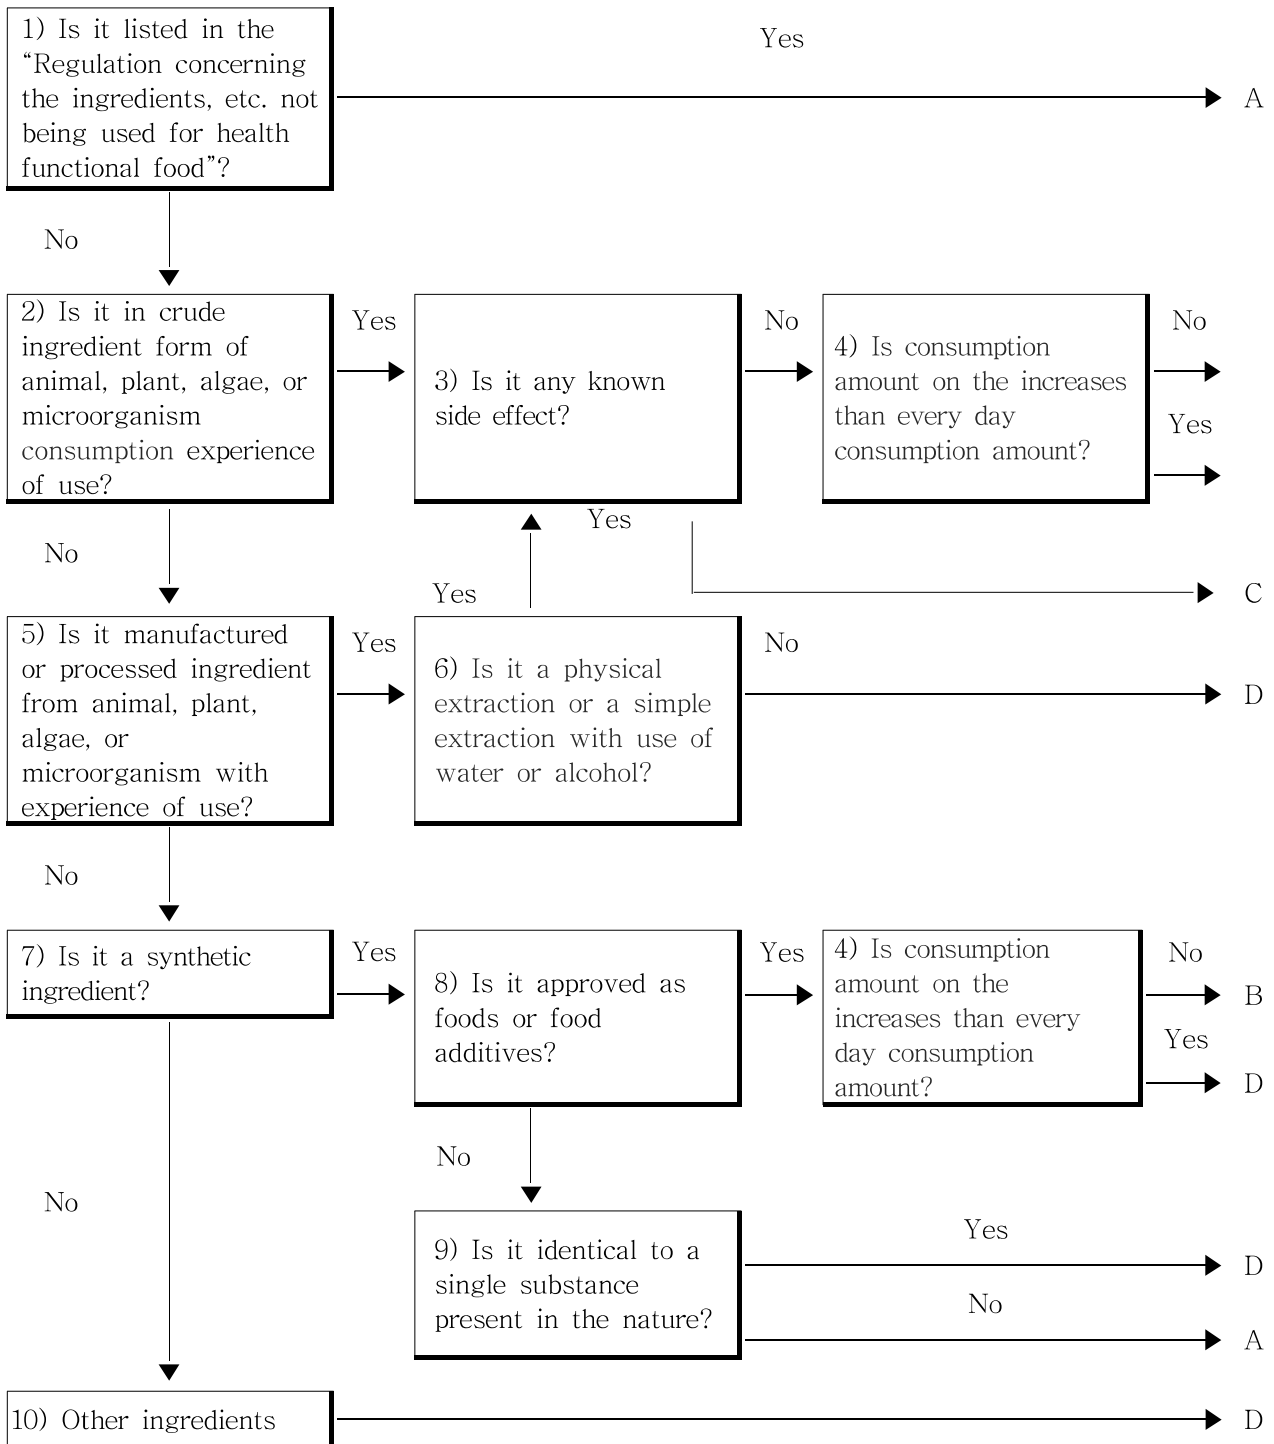 1) Is it listed in the
“Regulation concerning
the ingredients, etc. not
being used for health
functional food”?
Yes
A
No
2) Is it in crude
ingredient form of
animal, plant, algae, or
microorganism
consumption experience
of use?
Yes
3) Is it any known
side effect?
No
4) Is consumption
amount on the increases
than every day
consumption amount?
No
Yes
No
Yes
Yes
C
5) Is it manufactured
or processed ingredient
from animal, plant,
algae, or
microorganism with
experience of use?
Yes
6) Is it a physical
extraction or a simple
extraction with use of
water or alcohol?
No
D
No
7) Is it a synthetic
ingredient?
Yes
8) Is it approved as
foods or food
additives?
Yes
4) Is consumption
amount on the
increases than every
day consumption
amount?
No
B
Yes
D
No
No
9) Is it identical to a
single substance
present in the nature?
Yes
D
No
A
10) Other ingredients
D